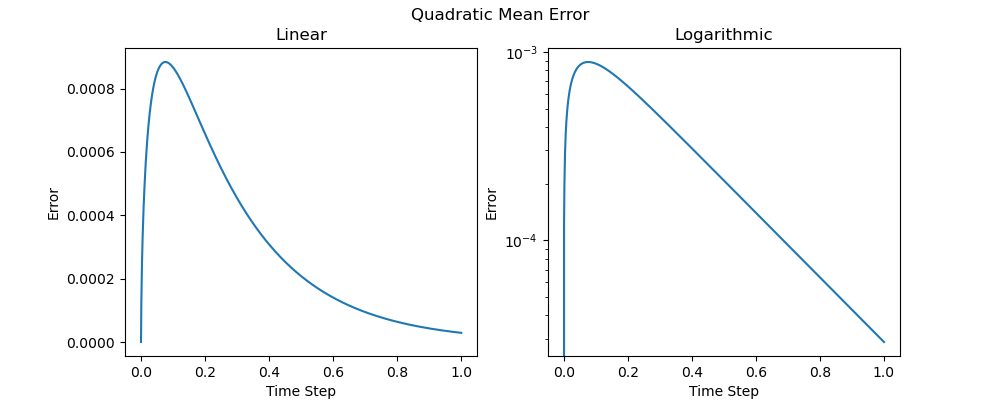 Quadratic Mean Error
Linear
0.0008
0.0006
0.0004
0.0002
0.0000
Error
0.0 0.2 0.4 0.6 0.8 1.0
Time Step
Logarithmic
10⁻³
10⁻⁴
Error
0.0 0.2 0.4 0.6 0.8 1.0
Time Step